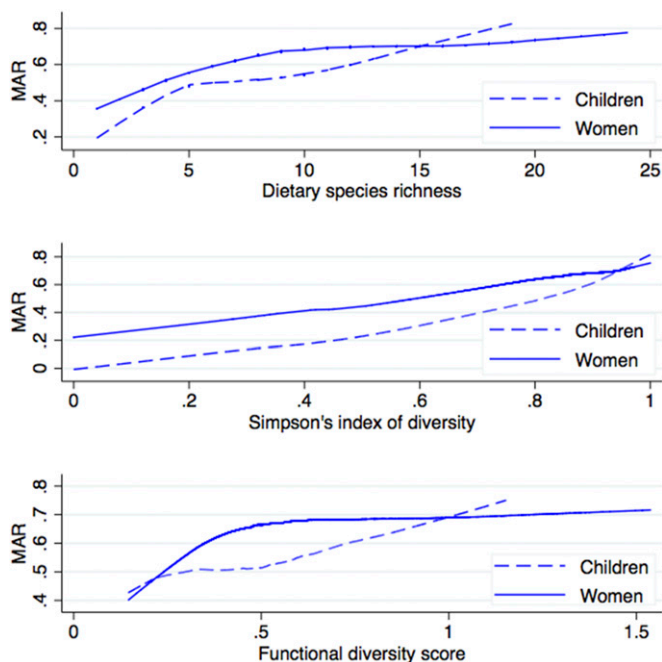 MAR
.8
.6
.4
.2
0 5 10 15 20 25
Dietary species richness
Children
Women
MAR
.8
.6
.4
.2
0
0 .2 .4 .6 .8 1
Simpson's index of diversity
Children
Women
MAR
.8
.7
.6
.5
.4
0 .5 1 1.5
Functional diversity score
Children
Women